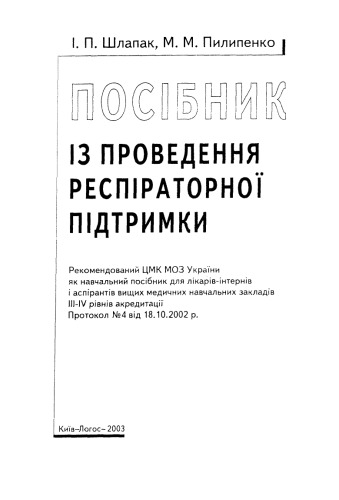 І. П. Шлапак, М. М. Пилипенко
ПОСІБНИК
ІЗ ПРОВЕДЕННЯ
РЕСПІРАТОРНОЇ
ПІДТРИМКИ
Рекомендований ЦМК МОЗ України
як навчальний посібник для лікарів-інтернів
і аспірантів вищих медичних навчальних закладів
III-IV рівнів акредитації
Протокол №4 від 18.10.2002 р.
Київ–Логос–2003